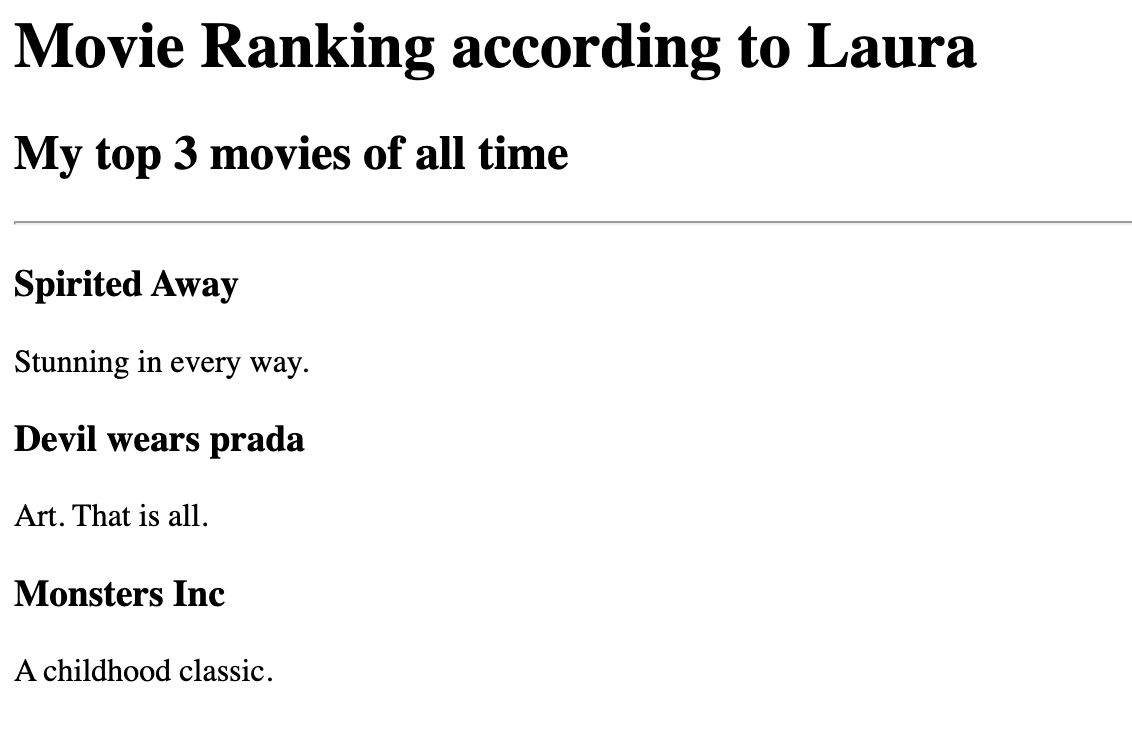 Movie Ranking according to Laura
My top 3 movies of all time
Spirited Away
Stunning in every way.
Devil wears prada
Art. That is all.
Monsters Inc
A childhood classic.